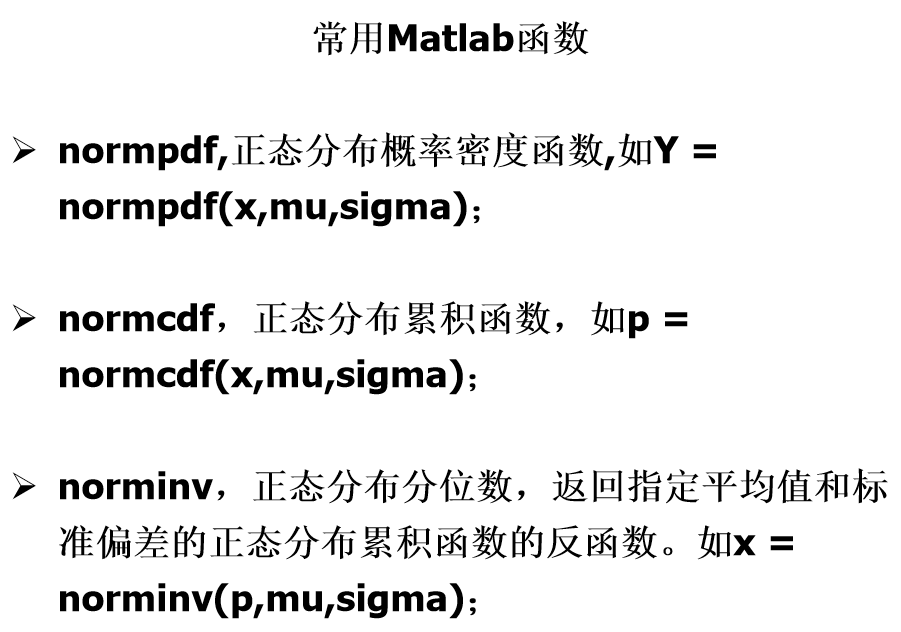 常用Matlab函数
➢ normpdf,正态分布概率密度函数,如Y =
normpdf(x,mu,sigma)；
➢ normcdf，正态分布累积函数，如p =
normcdf(x,mu,sigma)；
➢ norminv，正态分布分位数，返回指定平均值和标
准偏差的正态分布累积函数的反函数。如x =
norminv(p,mu,sigma)；